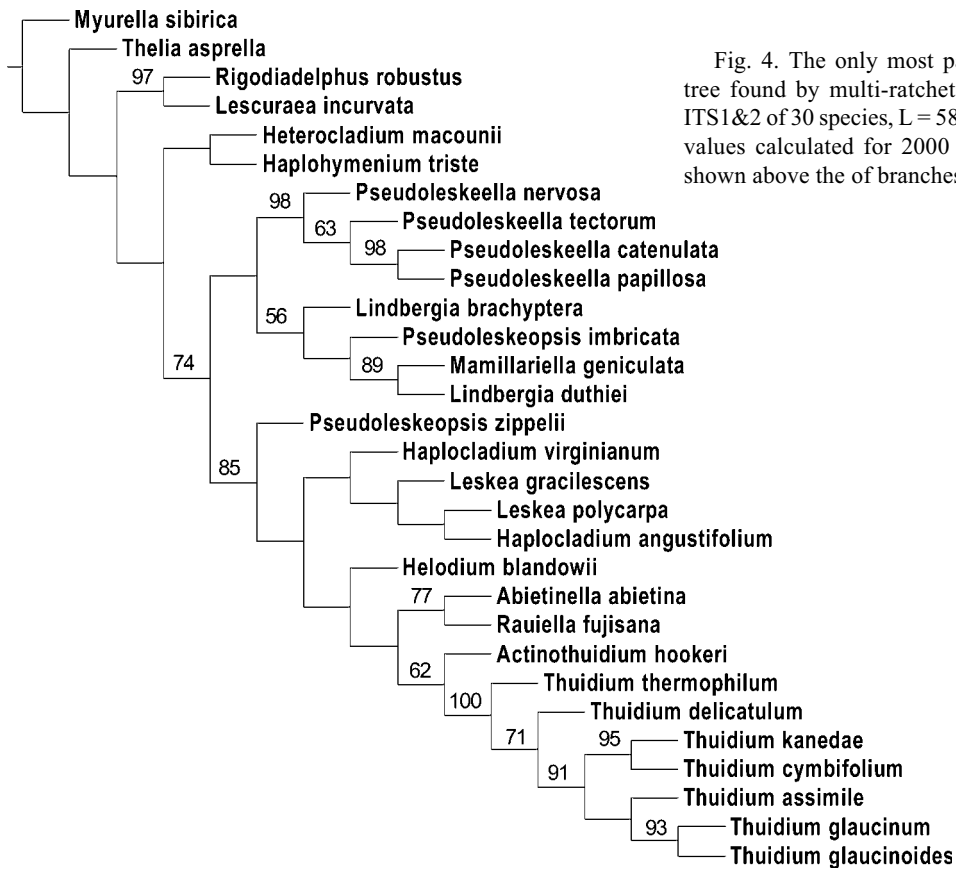 Myurella sibirica
Thelia asprella
97
Rigodiadelphus robustus
Lescuraea incurvata
Heterocladium macounii
Haplohymenium triste
98
Pseudoleskeella nervosa
63
Pseudoleskeella tectorum
98
Pseudoleskeella catenulata
Pseudoleskeella papillosa
56
Lindbergia brachyptera
Pseudoleskeopsis imbricata
74
89
Mamillariella geniculata
Lindbergia duthiei
Pseudoleskeopsis zippelii
85
Haplocladium virginianum
Leskea gracilescens
Leskea polycarpa
Haplocladium angustifolium
Helodium blandowii
77
Abietinella abietina
Rauiella fujisana
62
Actinothuidium hookeri
100
Thuidium thermophilum
71
Thuidium delicatulum
95
Thuidium kanedae
91
Thuidium cymbifolium
Thuidium assimile
93
Thuidium glaucinum
Thuidium glaucinoides
Fig. 4. The only most
tree found by multi-ratchet
ITS1&2 of 30 species, L = 58
values calculated for 2000
shown above the of branches